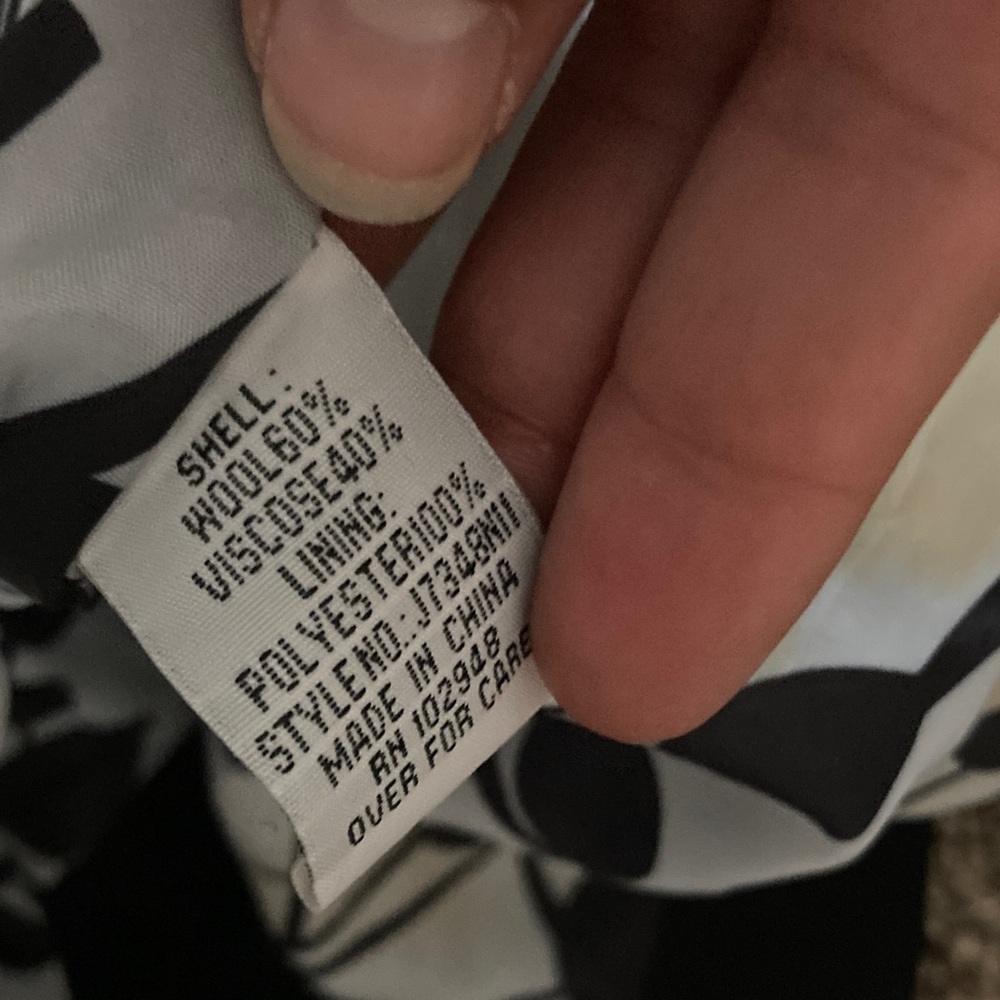 SHELL:
WOOL60%
VISCOSE40%
LINING:
POLYESTER100%
STYLENO.:J7348N11
MADE IN CHINA
RN 102948
OVER FOR CARE